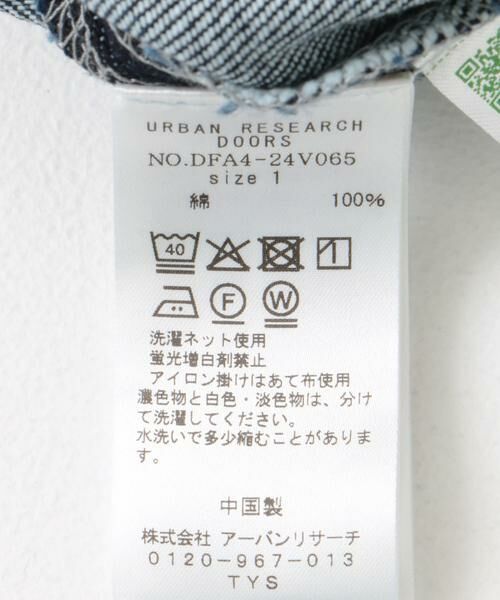 URBAN RESEARCH
DOORS
NO.DFA4-24V065
size 1
綿 100%
40
F W
洗濯ネット使用
蛍光増白剤禁止
アイロン掛けはあて布使用
濃色物と白色・淡色物は、分け
て洗濯してください。
水洗いで多少縮むことがありま
す。
中国製
株式会社 アーバンリサーチ
0120-967-013
TYS